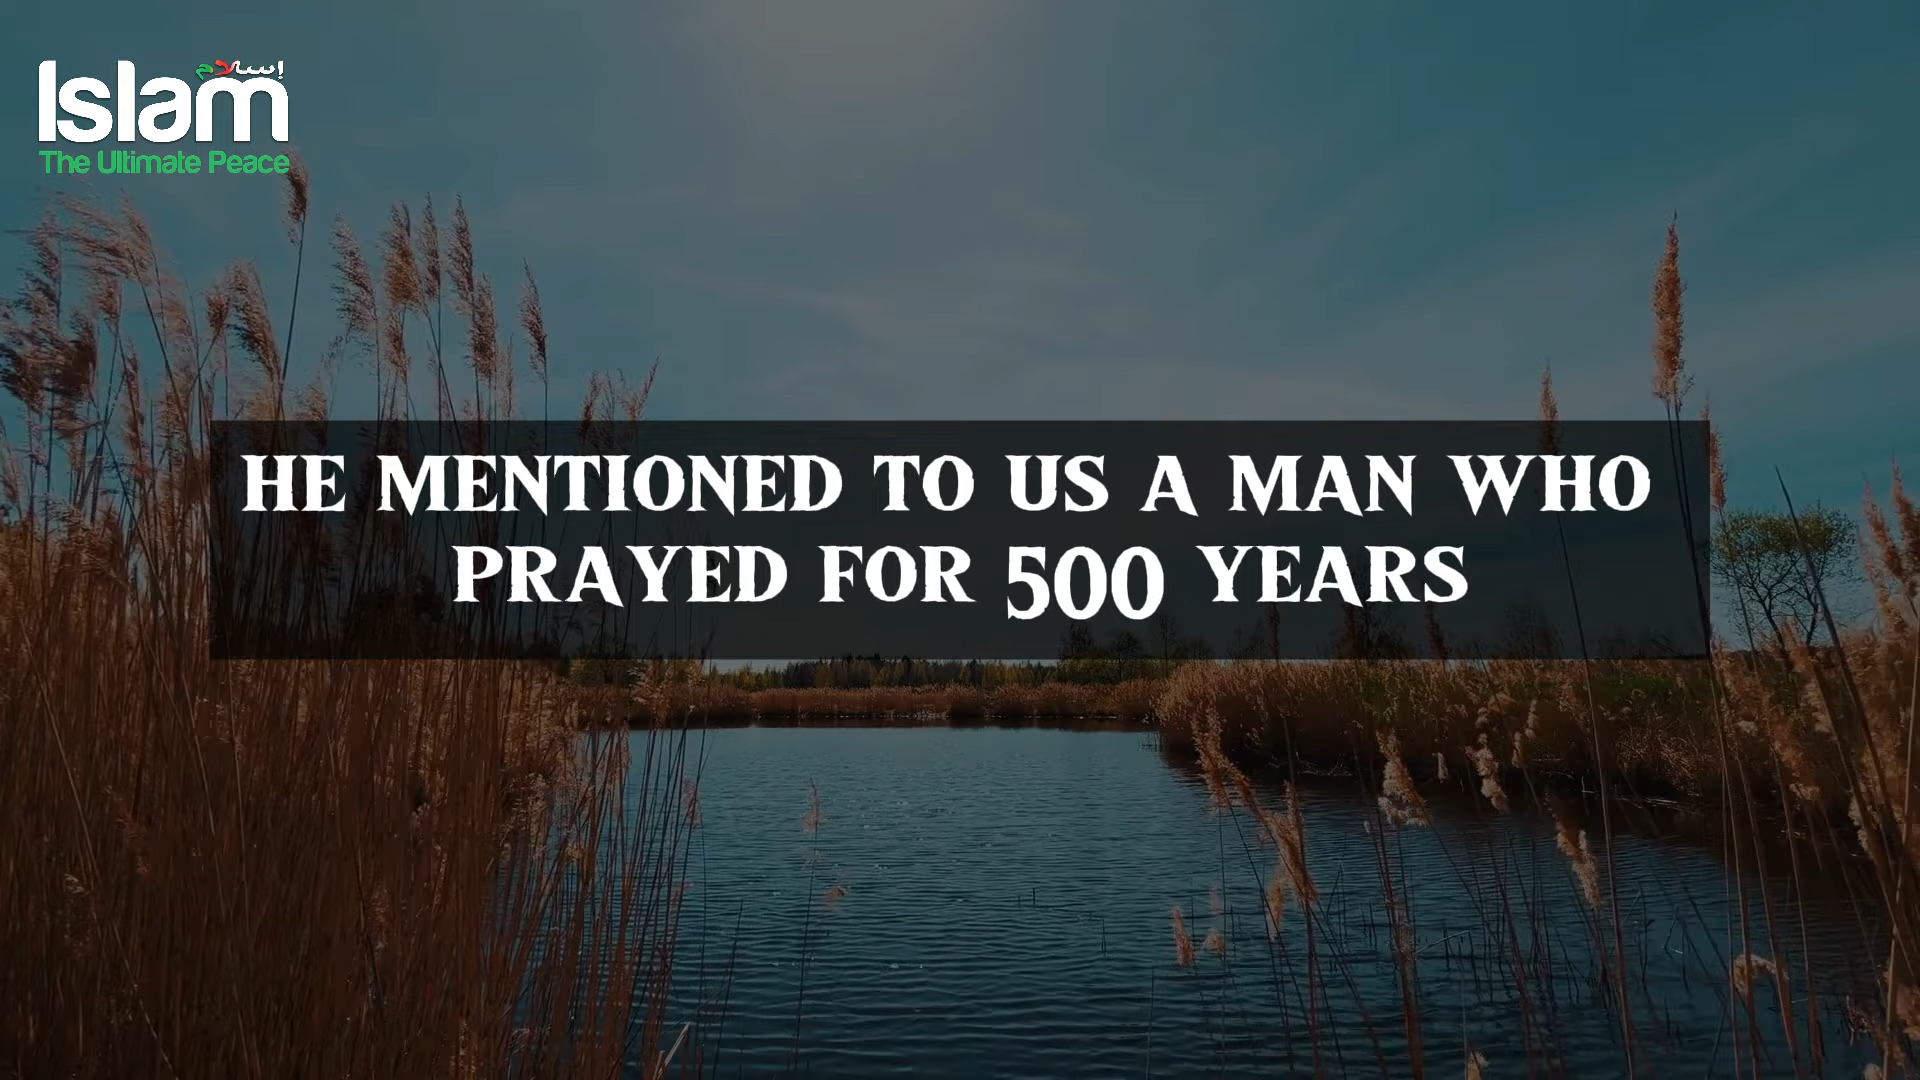 إسلام
Islam
The Ultimate Peace
HE MENTIONED TO US A MAN WHO
PRAYED FOR 500 YEARS